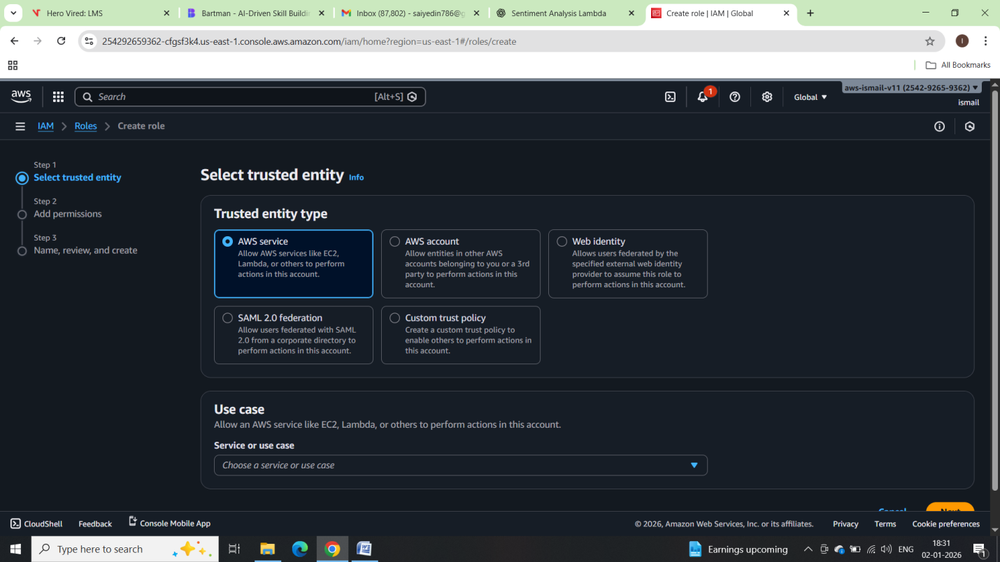 Hero Vired: LMS
Bartman - AI-Driven Skill Buildin
Inbox (87,802) - saiyedin786@g
Sentiment Analysis Lambda
Create role | IAM | Global
254292659362-cfgsf3k4.us-east-1.console.aws.amazon.com/iam/home?region=us-east-1#/roles/create
I
All Bookmarks
aws
Search
[Alt+S]
1
Global
aws-ismail-v11 (2542-9265-9362)
ismail
IAM
Roles
Create role
Step 1
Select trusted entity
Step 2
Add permissions
Step 3
Name, review, and create
Select trusted entity Info
Trusted entity type
AWS service
Allow AWS services like EC2,
Lambda, or others to perform
actions in this account.
AWS account
Allow entities in other AWS
accounts belonging to you or a 3rd
party to perform actions in this
account.
Web identity
Allows users federated by the
specified external web identity
provider to assume this role to
perform actions in this account.
SAML 2.0 federation
Allow users federated with SAML
2.0 from a corporate directory to
perform actions in this account.
Custom trust policy
Create a custom trust policy to
enable others to perform actions in
this account.
Use case
Allow an AWS service like EC2, Lambda, or others to perform actions in this account.
Service or use case
Choose a service or use case
Cancel
Next
CloudShell
Feedback
Console Mobile App
© 2026, Amazon Web Services, Inc. or its affiliates.
Privacy
Terms
Cookie preferences
Type here to search
Earnings upcoming
ENG
18:31
02-01-2026
1